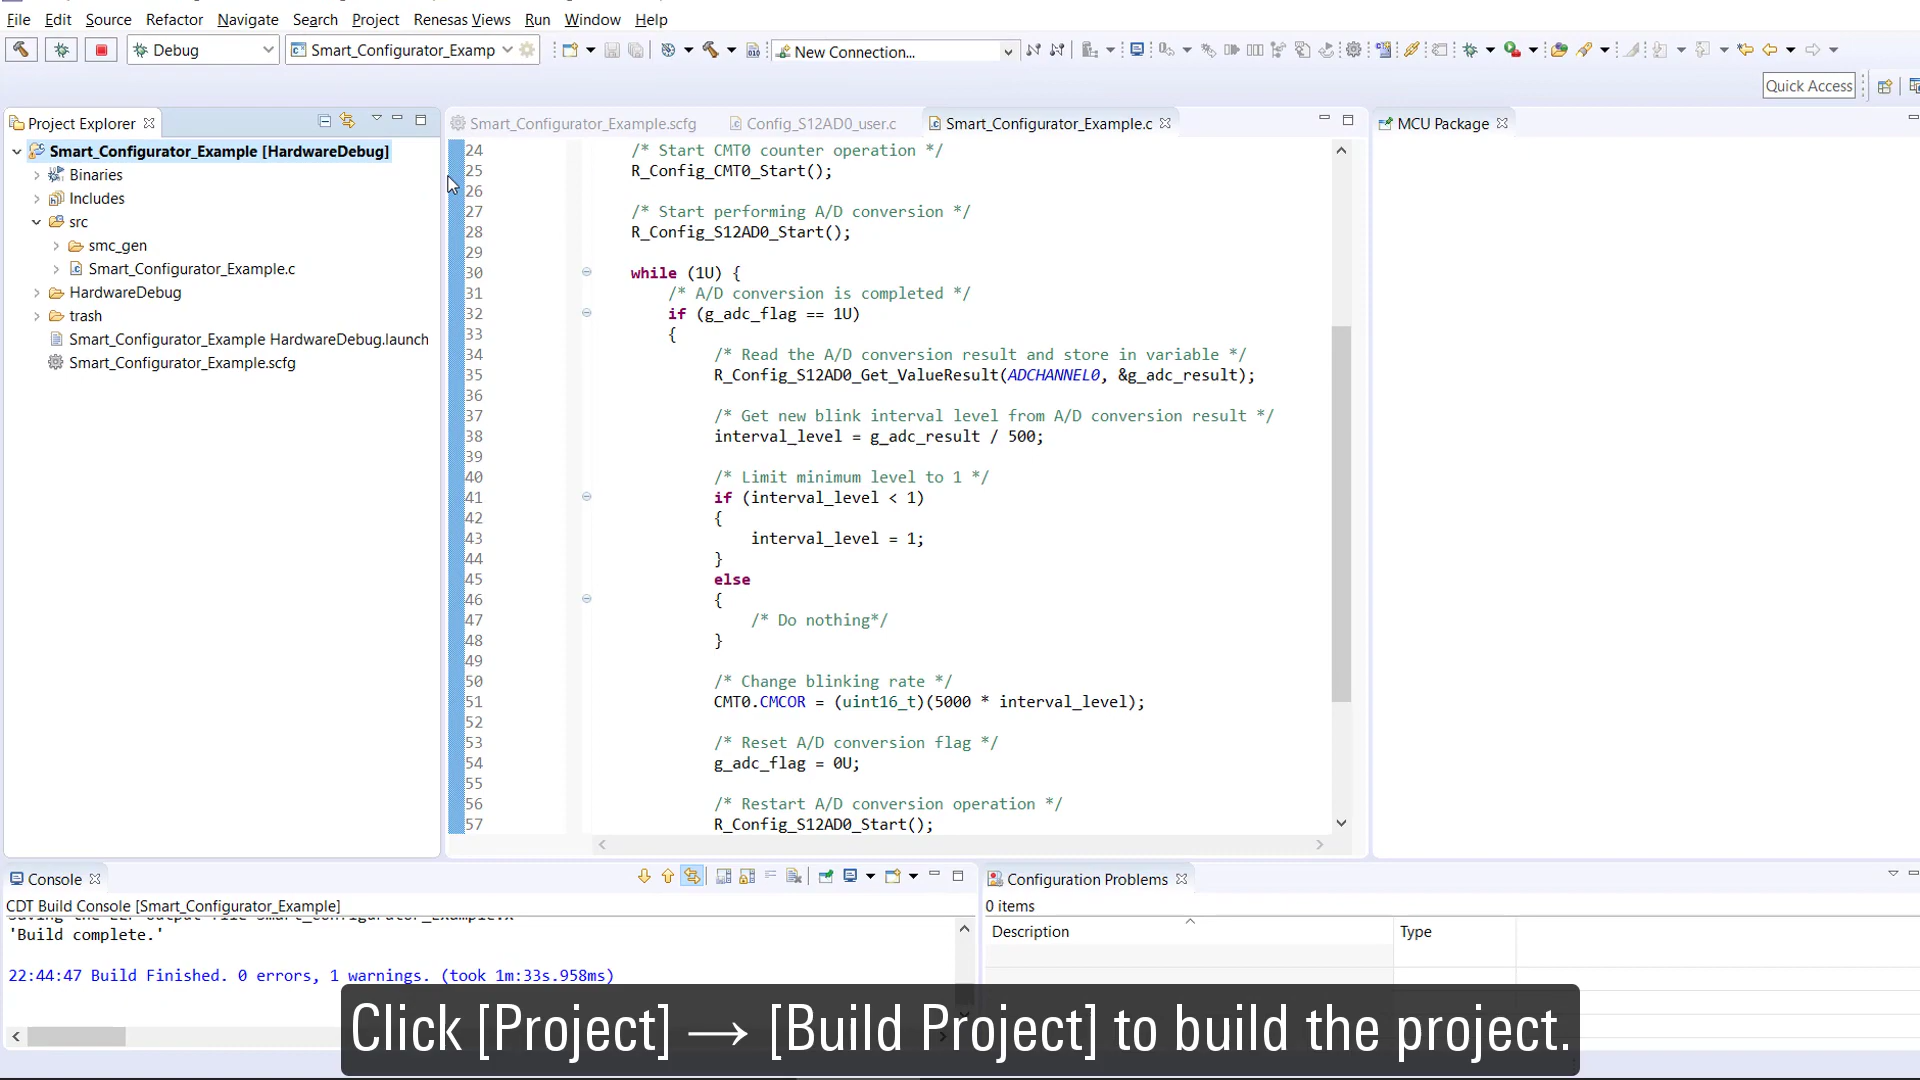 File Edit Source Refactor Navigate Search Project Renesas Views Run Window Help
Debug Smart_Configurator_Examp New Connection...
Quick Access
Project Explorer
Smart_Configurator_Example [HardwareDebug]
Binaries
Includes
src
smc_gen
Smart_Configurator_Example.c
HardwareDebug
trash
Smart_Configurator_Example HardwareDebug.launch
Smart_Configurator_Example.scfg
Smart_Configurator_Example.scfg Config_S12AD0_user.c Smart_Configurator_Example.c
24 /* Start CMT0 counter operation */
25 R_Config_CMT0_Start();
26
27 /* Start performing A/D conversion */
28 R_Config_S12AD0_Start();
29
30 while (1U) {
31 /* A/D conversion is completed */
32 if (g_adc_flag == 1U)
33 {
34 /* Read the A/D conversion result and store in variable */
35 R_Config_S12AD0_Get_ValueResult(ADCHANNEL0, &g_adc_result);
36
37 /* Get new blink interval level from A/D conversion result */
38 interval_level = g_adc_result / 500;
39
40 /* Limit minimum level to 1 */
41 if (interval_level < 1)
42 {
43 interval_level = 1;
44 }
45 else
46 {
47 /* Do nothing*/
48 }
49
50 /* Change blinking rate */
51 CMT0.CMCOR = (uint16_t)(5000 * interval_level);
52
53 /* Reset A/D conversion flag */
54 g_adc_flag = 0U;
55
56 /* Restart A/D conversion operation */
57 R_Config_S12AD0_Start();
MCU Package
Console
CDT Build Console [Smart_Configurator_Example]
'Build complete.'
22:44:47 Build Finished. 0 errors, 1 warnings. (took 1m:33s.958ms)
Configuration Problems
0 items
Description Type
Click [Project] → [Build Project] to build the project.